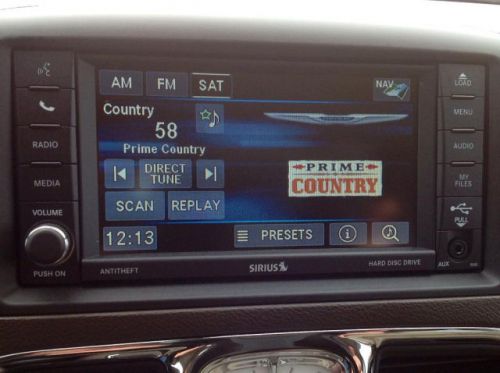 AM FM SAT NAV
Country
58
Prime Country
DIRECT
TUNE
SCAN REPLAY
12:13 PRESETS
PRIME
COUNTRY
RADIO
MEDIA
VOLUME
PUSH ON
LOAD
MENU
AUDIO
MY
FILES
PULL
AUX
ANTITHEFT SIRIUS HARD DISC DRIVE